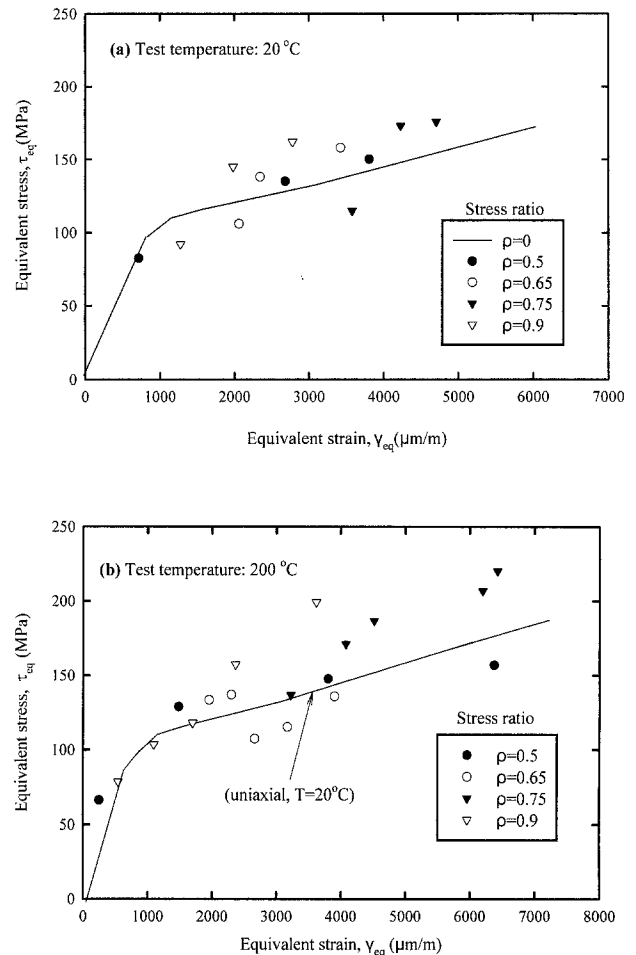 (a) Test temperature: 20 °C
Equivalent stress, τeq(MPa)
250
200
150
100
50
0
Stress ratio
ρ=0
ρ=0.5
ρ=0.65
ρ=0.75
ρ=0.9
0 1000 2000 3000 4000 5000 6000 7000
Equivalent strain, γeq(μm/m)
(b) Test temperature: 200 °C
Equivalent stress, τeq (MPa)
250
200
150
100
50
0
(uniaxial, T=20°C)
Stress ratio
ρ=0.5
ρ=0.65
ρ=0.75
ρ=0.9
0 1000 2000 3000 4000 5000 6000 7000 8000
Equivalent strain, γeq (μm/m)